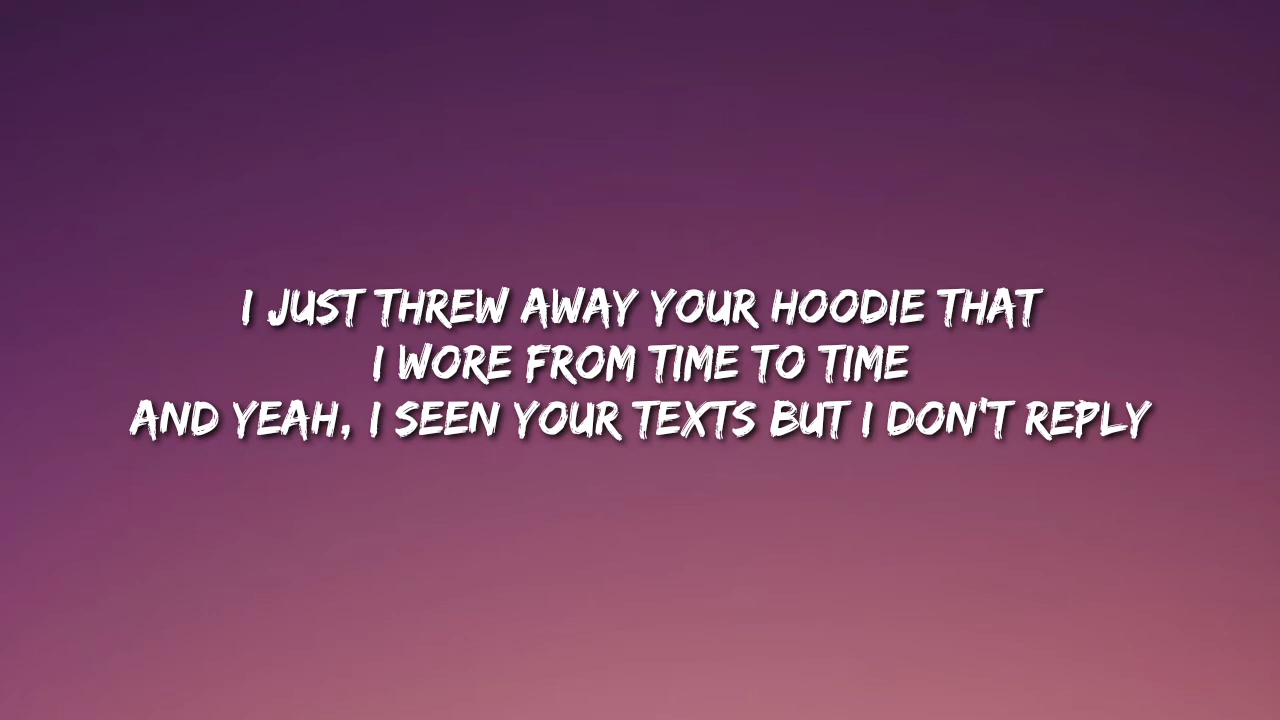 I JUST THREW AWAY YOUR HOODIE THAT
I WORE FROM TIME TO TIME
AND YEAH, I SEEN YOUR TEXTS BUT I DON'T REPLY